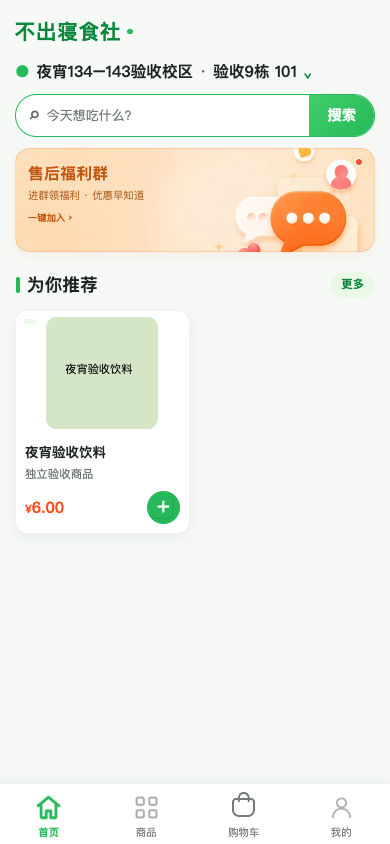 不出寝食社
夜宵134—143验收校区 · 验收9栋 101
今天想吃什么?
搜索
售后福利群
进群领福利 · 优惠早知道
一键加入 ›
为你推荐
更多
夜宵验收饮料
夜宵验收饮料
独立验收商品
¥6.00
首页
商品
购物车
我的